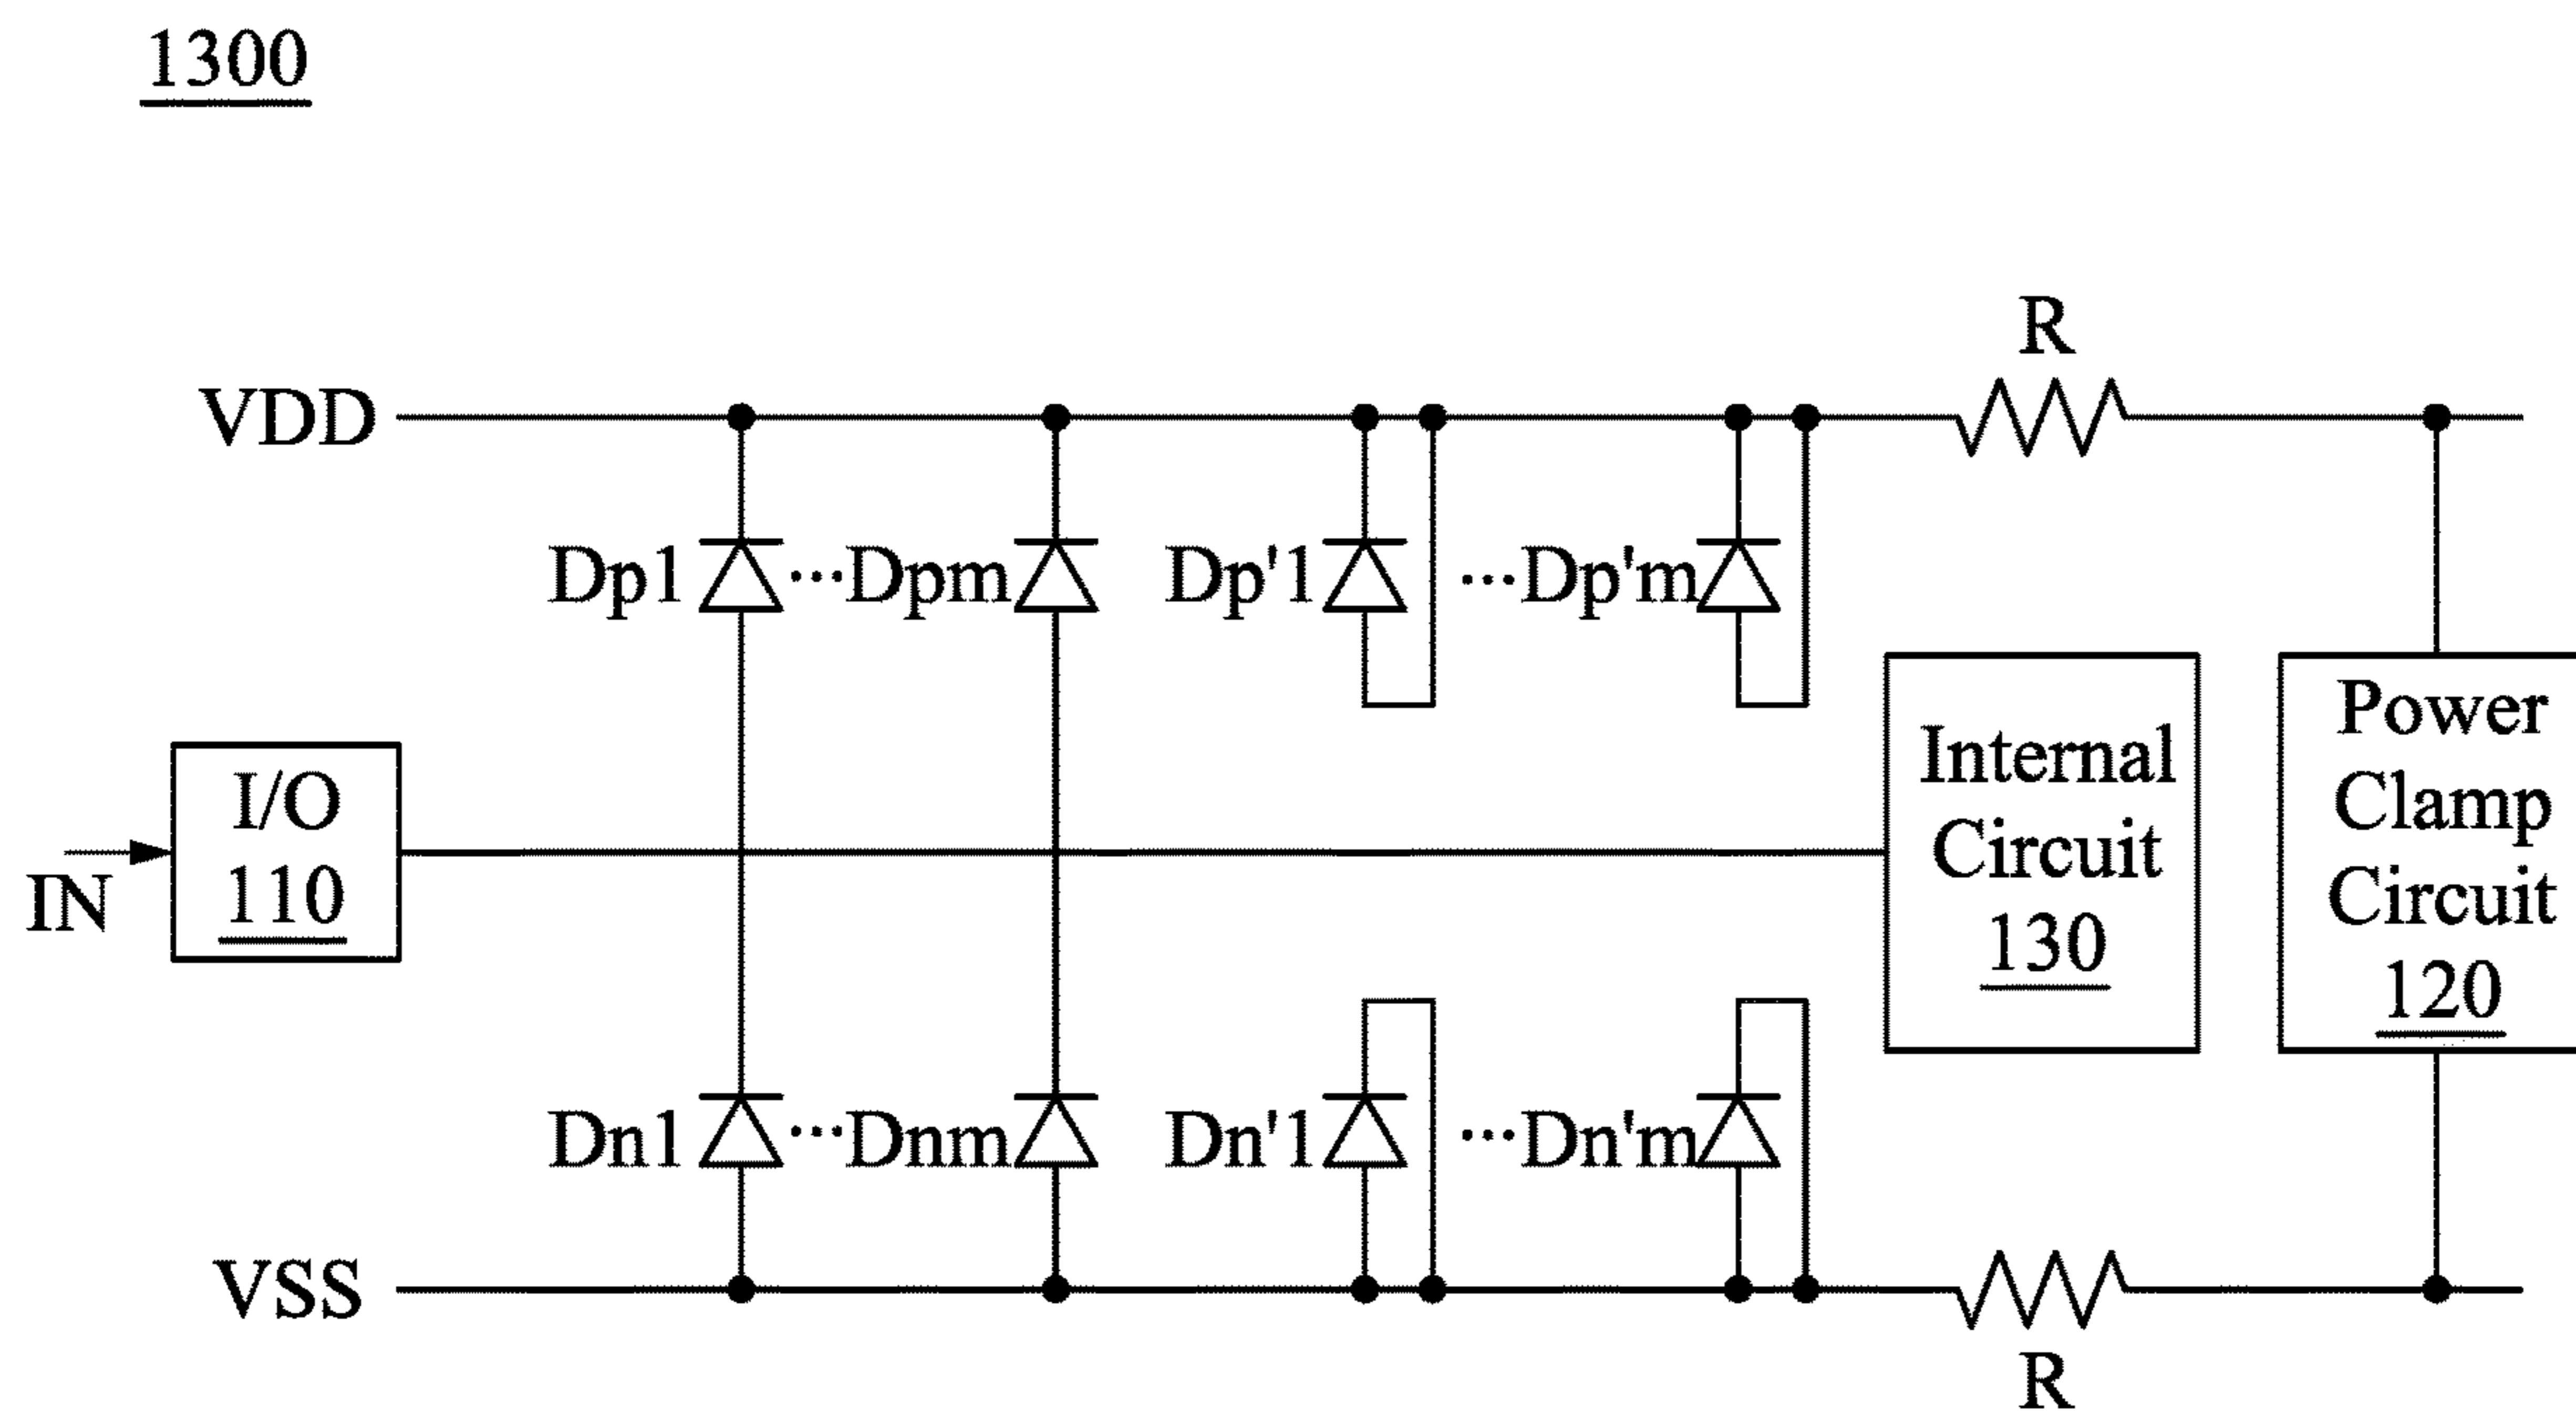 1300
R
VDD
Dp1 ...Dpm Dp'1 ...Dp'm
I/O
110
IN
Internal
Circuit
130
Power
Clamp
Circuit
120
Dn1 ...Dnm Dn'1 ...Dn'm
VSS
R